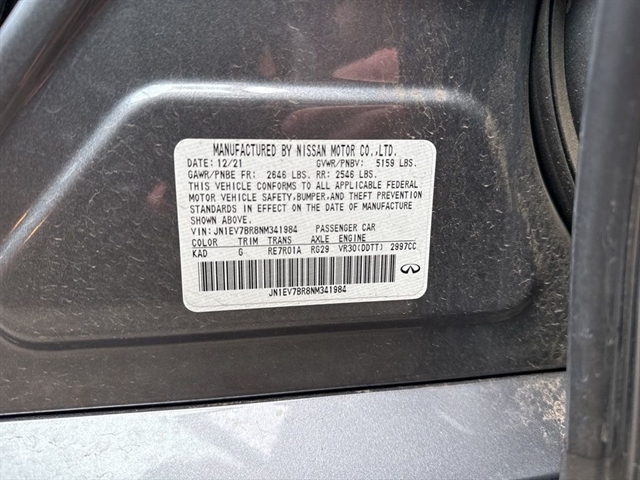 MANUFACTURED BY NISSAN MOTOR CO.,LTD.
DATE: 12/21 GVWR/PNBV: 5159 LBS.
GAWR/PNBE FR: 2646 LBS. RR: 2546 LBS.
THIS VEHICLE CONFORMS TO ALL APPLICABLE FEDERAL
MOTOR VEHICLE SAFETY,BUMPER,AND THEFT PREVENTION
STANDARDS IN EFFECT ON THE DATE OF MANUFACTURE
SHOWN ABOVE.
VIN: JN1EV7BR8NM341984 PASSENGER CAR
COLOR TRIM TRANS AXLE ENGINE
KAD G RE7R01A RG29 VR30(DDTT) 2997CC
JN1EV7BR8NM341984